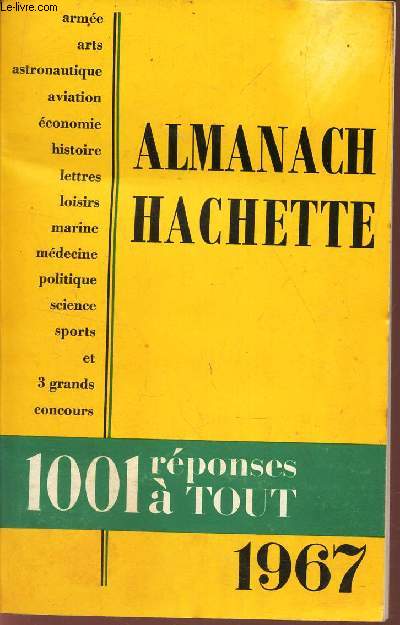 Le-livre.com
armée
arts
astronautique
aviation
économie
histoire
lettres
loisirs
marine
médecine
politique
science
sports
et
3 grands
concours
ALMANACH
HACHETTE
1001 réponses
à TOUT
1967